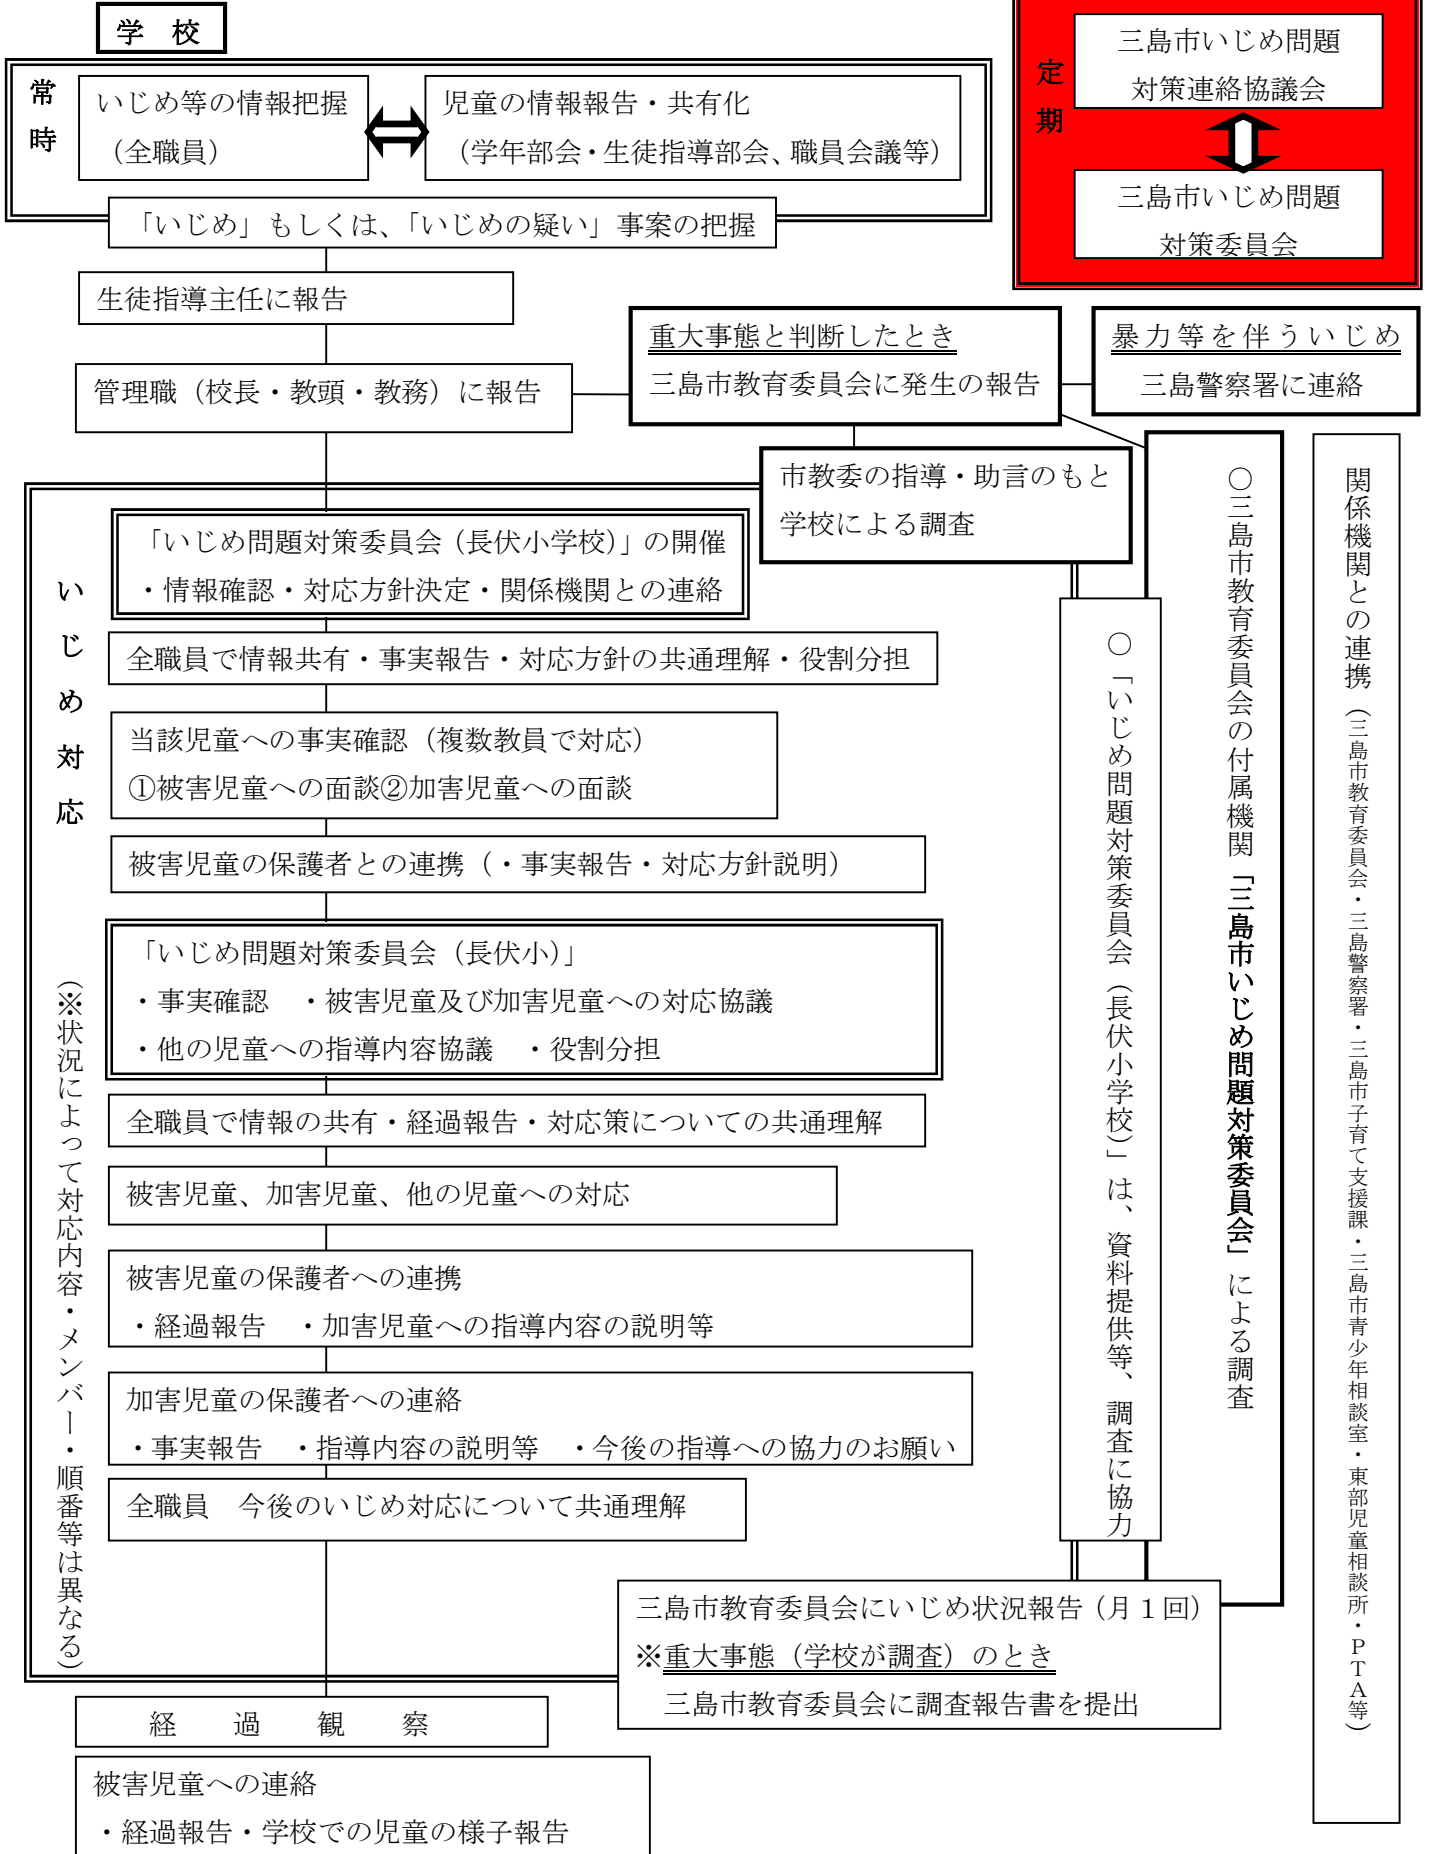 学 校
常時
いじめ等の情報把握
（全職員）
児童の情報報告・共有化
（学年部会・生徒指導部会、職員会議等）
定期
三島市いじめ問題
対策連絡協議会
三島市いじめ問題
対策委員会
「いじめ」もしくは、「いじめの疑い」事案の把握
生徒指導主任に報告
管理職（校長・教頭・教務）に報告
重大事態と判断したとき
三島市教育委員会に発生の報告
暴力等を伴ういじめ
三島警察署に連絡
市教委の指導・助言のもと
学校による調査
いじめ対応
（※状況によって対応内容・メンバー・順番等は異なる）
「いじめ問題対策委員会（長伏小学校）」の開催
・情報確認・対応方針決定・関係機関との連絡
全職員で情報共有・事実報告・対応方針の共通理解・役割分担
当該児童への事実確認（複数教員で対応）
①被害児童への面談②加害児童への面談
被害児童の保護者との連携（・事実報告・対応方針説明）
「いじめ問題対策委員会（長伏小）」
・事実確認　・被害児童及び加害児童への対応協議
・他の児童への指導内容協議　・役割分担
全職員で情報の共有・経過報告・対応策についての共通理解
被害児童、加害児童、他の児童への対応
被害児童の保護者への連携
・経過報告　・加害児童への指導内容の説明等
加害児童の保護者への連絡
・事実報告　・指導内容の説明等　・今後の指導への協力のお願い
全職員　今後のいじめ対応について共通理解
○三島市教育委員会の付属機関「三島市いじめ問題対策委員会」による調査
○「いじめ問題対策委員会（長伏小学校）」は、資料提供等、調査に協力
関係機関との連携（三島市教育委員会・三島警察署・三島市子育て支援課・三島市青少年相談室・東部児童相談所・ＰＴＡ等）
三島市教育委員会にいじめ状況報告（月１回）
※重大事態（学校が調査）のとき
三島市教育委員会に調査報告書を提出
経　過　観　察
被害児童への連絡
・経過報告・学校での児童の様子報告